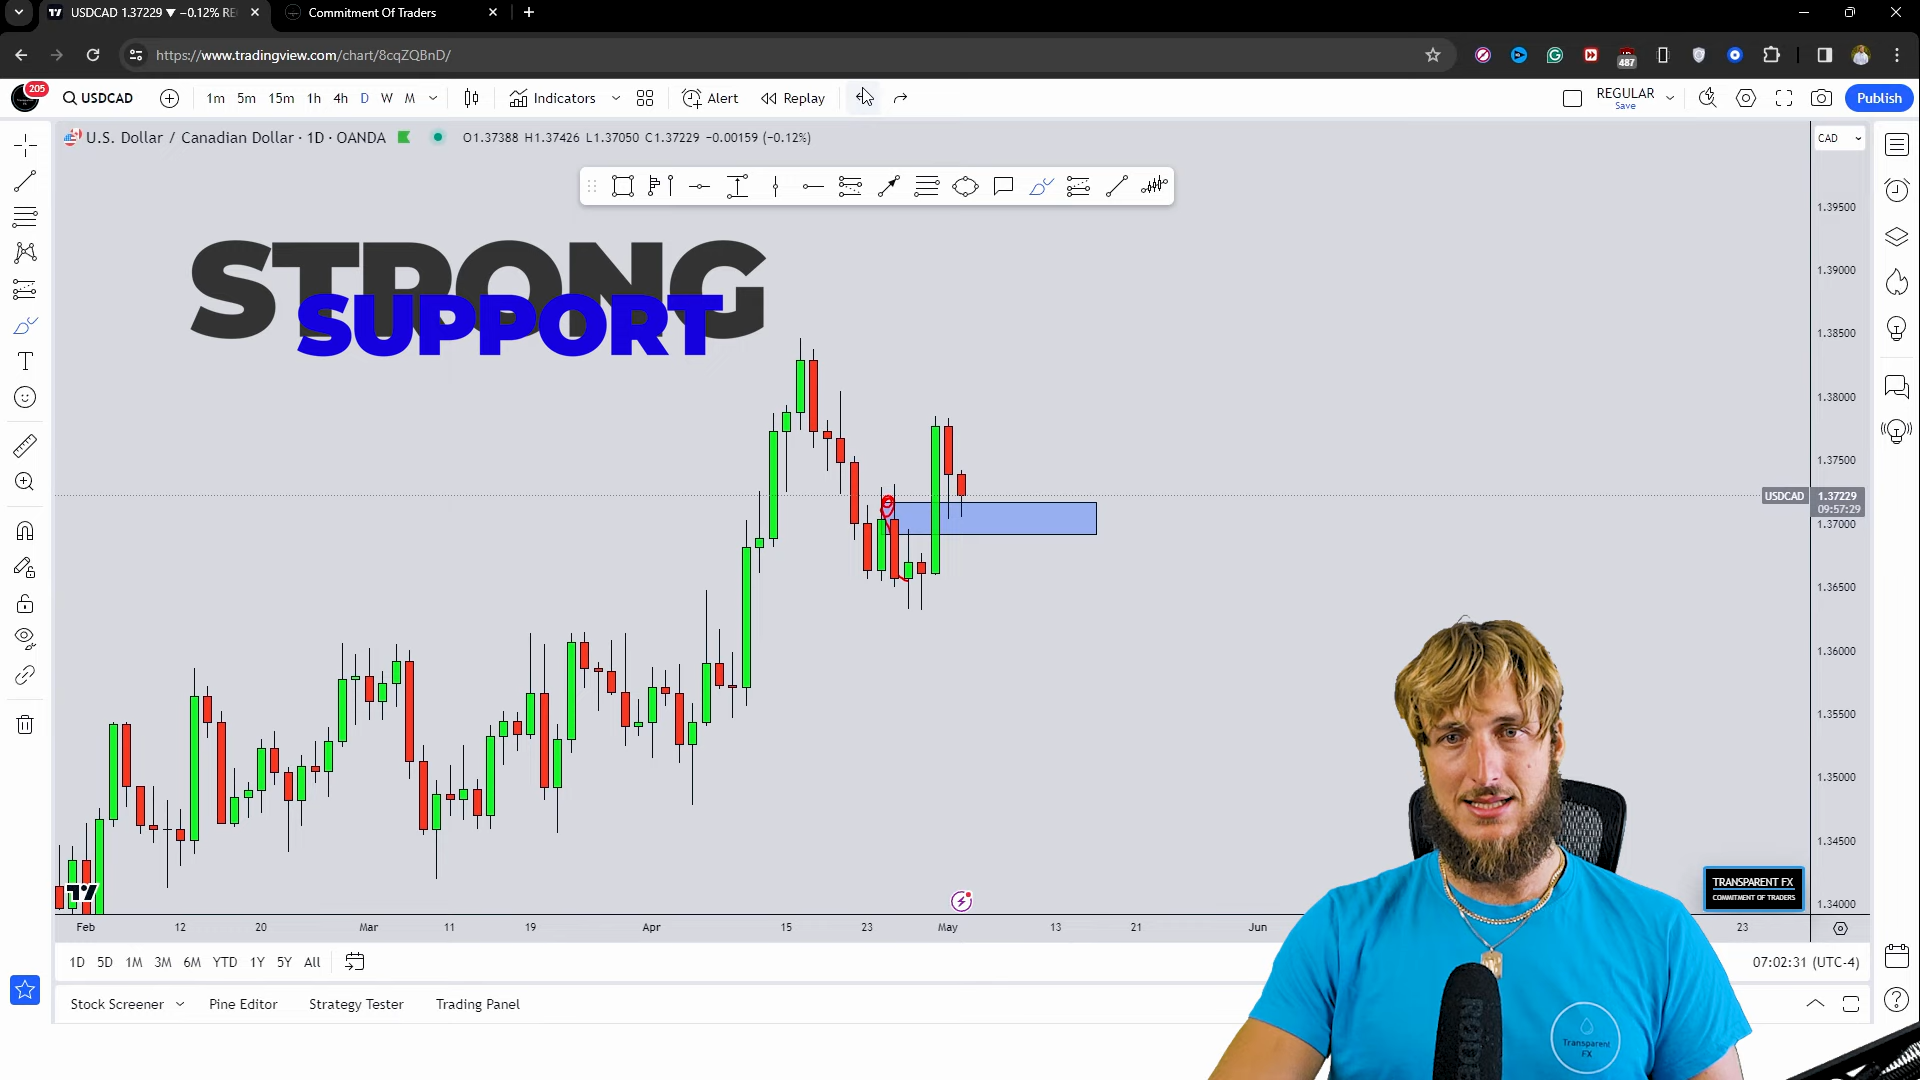 USDCAD 1.37229 ▼ −0.12% RE
Commitment Of Traders
https://www.tradingview.com/chart/8cqZQBnD/
487
205
USDCAD
1m 5m 15m 1h 4h D W M
Indicators
Alert
Replay
REGULAR
Save
Publish
U.S. Dollar / Canadian Dollar · 1D · OANDA
O1.37388 H1.37426 L1.37050 C1.37229 −0.00159 (−0.12%)
CAD
STRONG
SUPPORT
1.39500
1.39000
1.38500
1.38000
1.37500
USDCAD 1.37229
09:57:29
1.37000
1.36500
1.36000
1.35500
1.35000
1.34500
1.34000
TRANSPARENT FX
COMMITMENT OF TRADERS
Feb 12 20 Mar 11 19 Apr 15 23 May 13 21 Jun 23
1D 5D 1M 3M 6M YTD 1Y 5Y All
07:02:31 (UTC-4)
Stock Screener Pine Editor Strategy Tester Trading Panel
RØDE
Transparent
FX